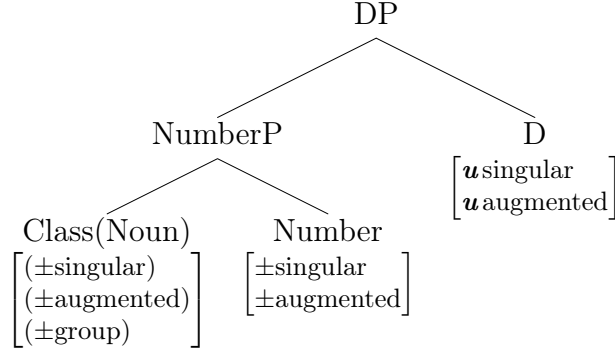 DP
NumberP
D
[u singular
u augmented]
Class(Noun)
[(±singular)
(±augmented)
(±group)]
Number
[±singular
±augmented]